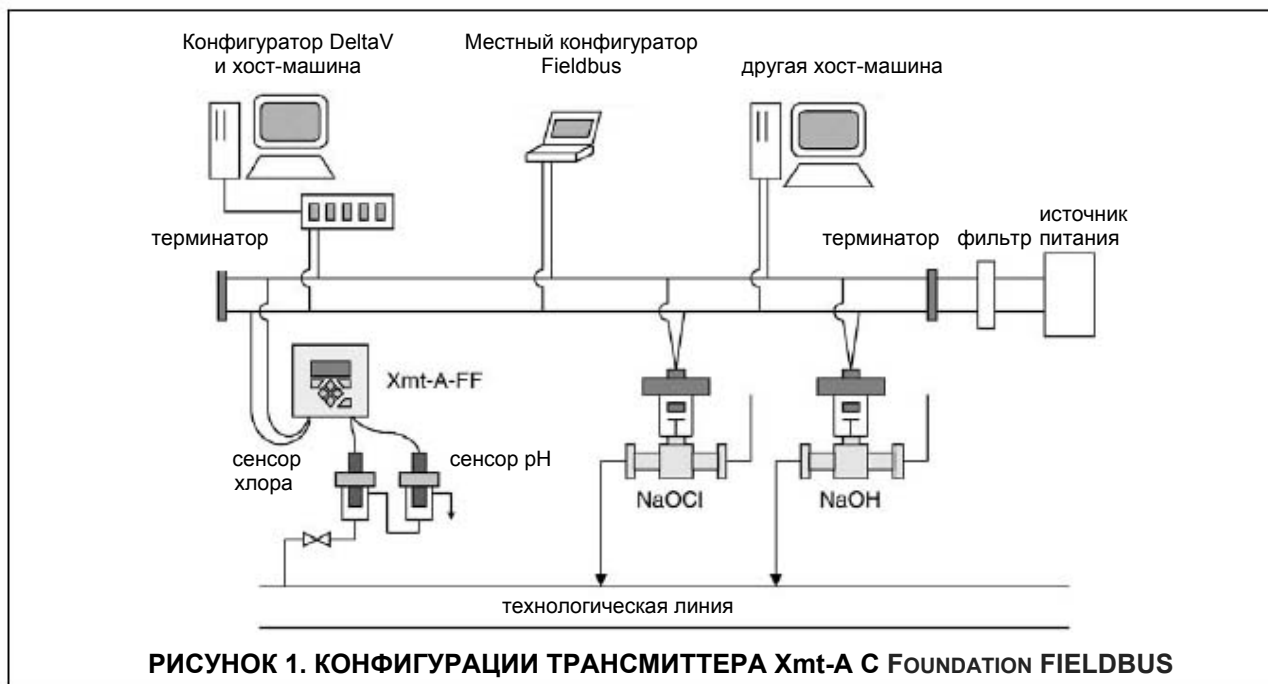 Конфигуратор DeltaV
и хост-машина
Местный конфигуратор
Fieldbus
другая хост-машина
терминатор
терминатор
фильтр
источник
питания
Xmt-A-FF
сенсор
хлора
сенсор pH
NaOCl
NaOH
технологическая линия
РИСУНОК 1. КОНФИГУРАЦИИ ТРАНСМИТТЕРА Xmt-A С FOUNDATION FIELDBUS